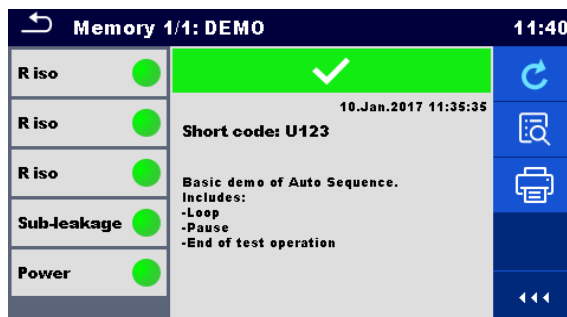 Memory 1/1: DEMO
11:40
R iso
R iso
R iso
Sub-leakage
Power
10.Jan.2017 11:35:35
Short code: U123
Basic demo of Auto Sequence.
Includes:
-Loop
-Pause
-End of test operation